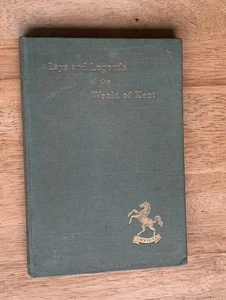 Lays and Legends
of the
Weald of Kent